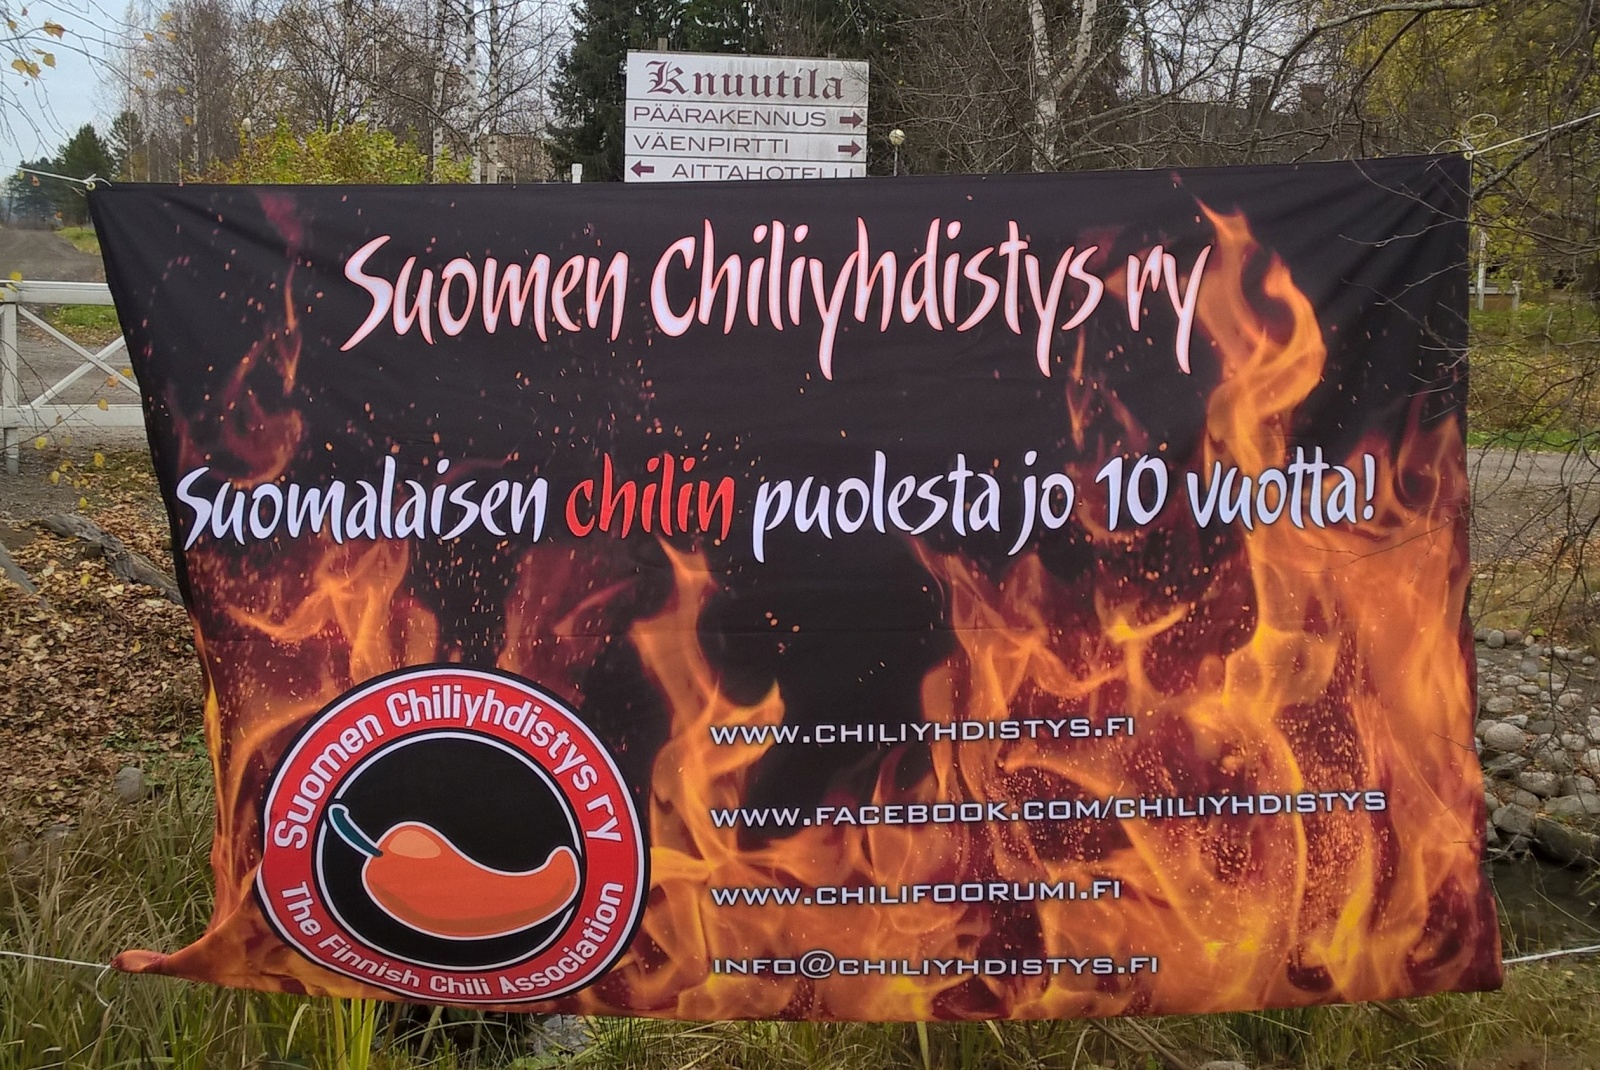 Knuutila
PÄÄRAKENNUS
VÄENPIRTTI
AITTAHOTELLI
Suomen Chiliyhdistys ry
Suomalaisen chilin puolesta jo 10 vuotta!
Suomen Chiliyhdistys ry
The Finnish Chili Association
WWW.CHILIYHDISTYS.FI
WWW.FACEBOOK.COM/CHILIYHDISTYS
WWW.CHILIFOORUMI.FI
INFO@CHILIYHDISTYS.FI